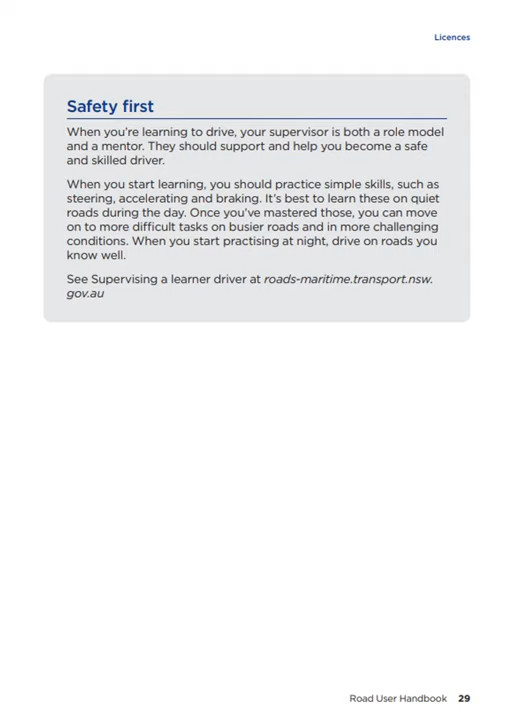 Licences
Safety first
When you’re learning to drive, your supervisor is both a role model
and a mentor. They should support and help you become a safe
and skilled driver.
When you start learning, you should practice simple skills, such as
steering, accelerating and braking. It’s best to learn these on quiet
roads during the day. Once you’ve mastered those, you can move
on to more difficult tasks on busier roads and in more challenging
conditions. When you start practising at night, drive on roads you
know well.
See Supervising a learner driver at roads-maritime.transport.nsw.
gov.au
Road User Handbook 29